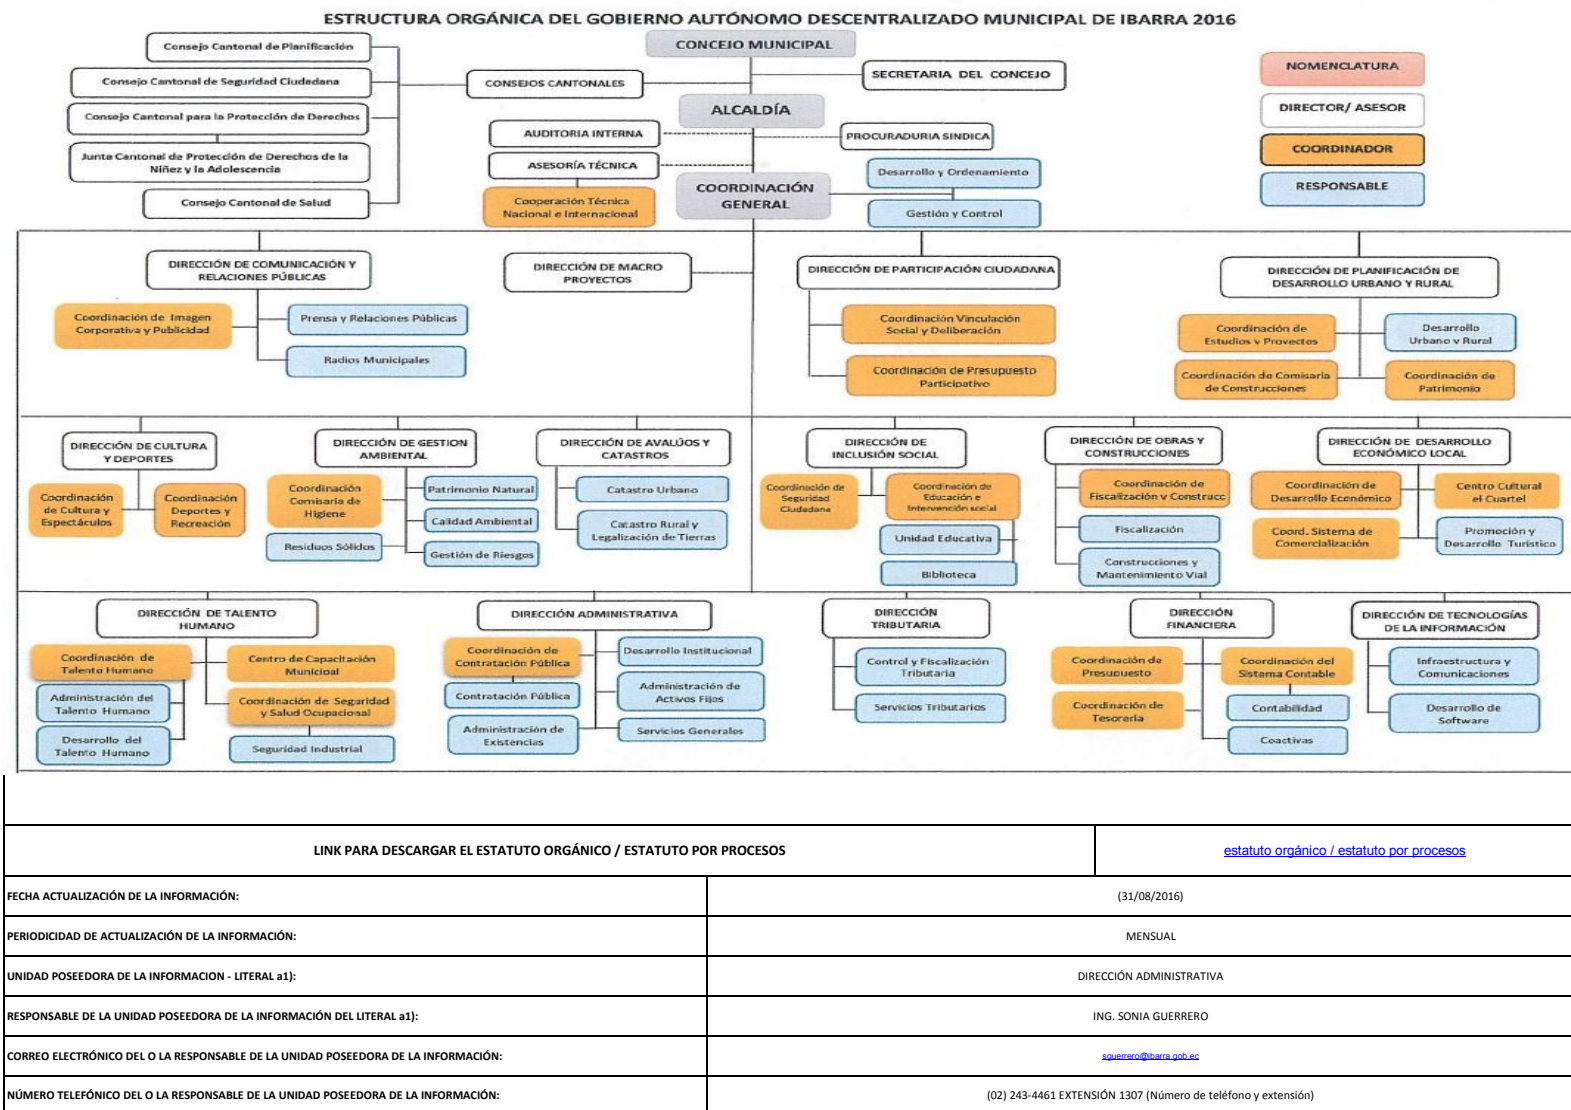 ESTRUCTURA ORGÁNICA DEL GOBIERNO AUTÓNOMO DESCENTRALIZADO MUNICIPAL DE IBARRA 2016
Consejo Cantonal de Planificación
Consejo Cantonal de Seguridad Ciudadana
Consejo Cantonal para la Protección de Derechos
Junta Cantonal de Protección de Derechos de la
Niñez y la Adolescencia
Consejo Cantonal de Salud
CONSEJOS CANTONALES
CONCEJO MUNICIPAL
SECRETARIA DEL CONCEJO
ALCALDÍA
AUDITORIA INTERNA
PROCURADURIA SINDICA
ASESORÍA TÉCNICA
Cooperación Técnica
Nacional e Internacional
COORDINACIÓN
GENERAL
Desarrollo y Ordenamiento
Gestión y Control
NOMENCLATURA
DIRECTOR/ ASESOR
COORDINADOR
RESPONSABLE
DIRECCIÓN DE COMUNICACIÓN Y
RELACIONES PÚBLICAS
Coordinación de Imagen
Corporativa y Publicidad
Prensa y Relaciones Públicas
Radios Municipales
DIRECCIÓN DE MACRO
PROYECTOS
DIRECCIÓN DE PARTICIPACIÓN CIUDADANA
Coordinación Vinculación
Social y Deliberación
Coordinación de Presupuesto
Participativo
DIRECCIÓN DE PLANIFICACIÓN DE
DESARROLLO URBANO Y RURAL
Coordinación de
Estudios y Proyectos
Desarrollo
Urbano y Rural
Coordinación de Comisaria
de Construcciones
Coordinación de
Patrimonio
DIRECCIÓN DE CULTURA
Y DEPORTES
Coordinación
de Cultura y
Espectáculos
Coordinación
Deportes y
Recreación
DIRECCIÓN DE GESTION
AMBIENTAL
Coordinación
Comisaria de
Higiene
Residuos Sólidos
Patrimonio Natural
Calidad Ambiental
Gestión de Riesgos
DIRECCIÓN DE AVALÚOS Y
CATASTROS
Catastro Urbano
Catastro Rural y
Legalización de Tierras
DIRECCIÓN DE
INCLUSIÓN SOCIAL
Coordinación de
Seguridad
Ciudadana
Coordinación de
Educación e
Intervención social
Unidad Educativa
Biblioteca
DIRECCIÓN DE OBRAS Y
CONSTRUCCIONES
Coordinación de
Fiscalización y Construcc
Fiscalización
Construcciones y
Mantenimiento Vial
DIRECCIÓN DE DESARROLLO
ECONÓMICO LOCAL
Coordinación de
Desarrollo Económico
Centro Cultural
el Cuartel
Coord. Sistema de
Comercialización
Promoción y
Desarrollo Turístico
DIRECCIÓN DE TALENTO
HUMANO
Coordinación de
Talento Humano
Administración del
Talento Humano
Desarrollo del
Talento Humano
Centro de Capacitación
Municipal
Coordinación de Seguridad
y Salud Ocupacional
Seguridad Industrial
DIRECCIÓN ADMINISTRATIVA
Coordinación de
Contratación Pública
Contratación Pública
Administración de
Existencias
Desarrollo Institucional
Administración de
Activos Fijos
Servicios Generales
DIRECCIÓN
TRIBUTARIA
Control y Fiscalización
Tributaria
Servicios Tributarios
DIRECCIÓN
FINANCIERA
Coordinación de
Presupuesto
Coordinación de
Tesorería
Coordinación del
Sistema Contable
Contabilidad
Coactivas
DIRECCIÓN DE TECNOLOGÍAS
DE LA INFORMACIÓN
Infraestructura y
Comunicaciones
Desarrollo de
Software
LINK PARA DESCARGAR EL ESTATUTO ORGÁNICO / ESTATUTO POR PROCESOS
estatuto orgánico / estatuto por procesos
FECHA ACTUALIZACIÓN DE LA INFORMACIÓN:
(31/08/2016)
PERIODICIDAD DE ACTUALIZACIÓN DE LA INFORMACIÓN:
MENSUAL
UNIDAD POSEEDORA DE LA INFORMACION - LITERAL a1):
DIRECCIÓN ADMINISTRATIVA
RESPONSABLE DE LA UNIDAD POSEEDORA DE LA INFORMACIÓN DEL LITERAL a1):
ING. SONIA GUERRERO
CORREO ELECTRÓNICO DEL O LA RESPONSABLE DE LA UNIDAD POSEEDORA DE LA INFORMACIÓN:
sguerrero@ibarra.gob.ec
NÚMERO TELEFÓNICO DEL O LA RESPONSABLE DE LA UNIDAD POSEEDORA DE LA INFORMACIÓN:
(02) 243-4461 EXTENSIÓN 1307 (Número de teléfono y extensión)